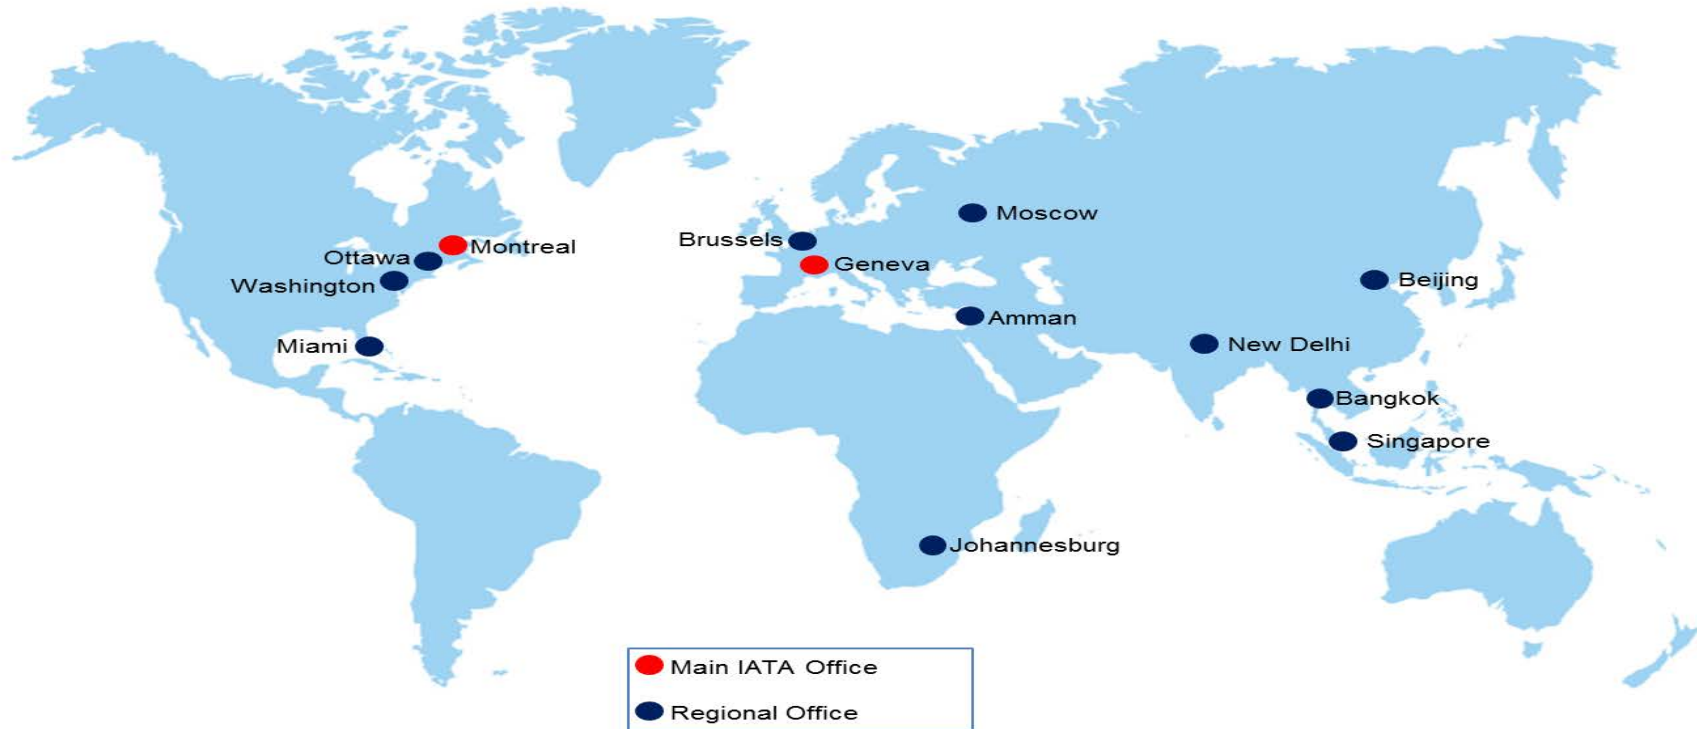 Moscow
Brussels
Montreal
Ottawa
Geneva
Washington
Beijing
Amman
Miami
New Delhi
Bangkok
Singapore
Johannesburg
Main IATA Office
Regional Office